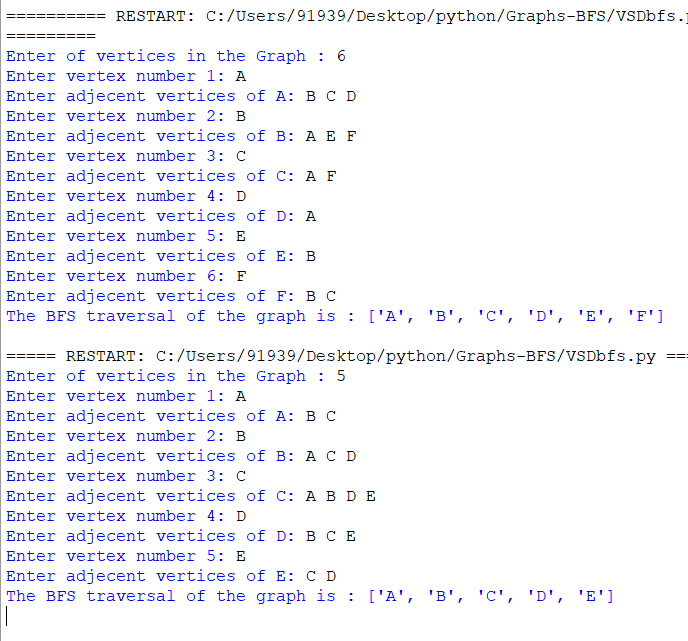 ========== RESTART: C:/Users/91939/Desktop/python/Graphs-BFS/VSDbfs.p
=========
Enter of vertices in the Graph : 6
Enter vertex number 1: A
Enter adjecent vertices of A: B C D
Enter vertex number 2: B
Enter adjecent vertices of B: A E F
Enter vertex number 3: C
Enter adjecent vertices of C: A F
Enter vertex number 4: D
Enter adjecent vertices of D: A
Enter vertex number 5: E
Enter adjecent vertices of E: B
Enter vertex number 6: F
Enter adjecent vertices of F: B C
The BFS traversal of the graph is : ['A', 'B', 'C', 'D', 'E', 'F']
===== RESTART: C:/Users/91939/Desktop/python/Graphs-BFS/VSDbfs.py ===
Enter of vertices in the Graph : 5
Enter vertex number 1: A
Enter adjecent vertices of A: B C
Enter vertex number 2: B
Enter adjecent vertices of B: A C D
Enter vertex number 3: C
Enter adjecent vertices of C: A B D E
Enter vertex number 4: D
Enter adjecent vertices of D: B C E
Enter vertex number 5: E
Enter adjecent vertices of E: C D
The BFS traversal of the graph is : ['A', 'B', 'C', 'D', 'E']